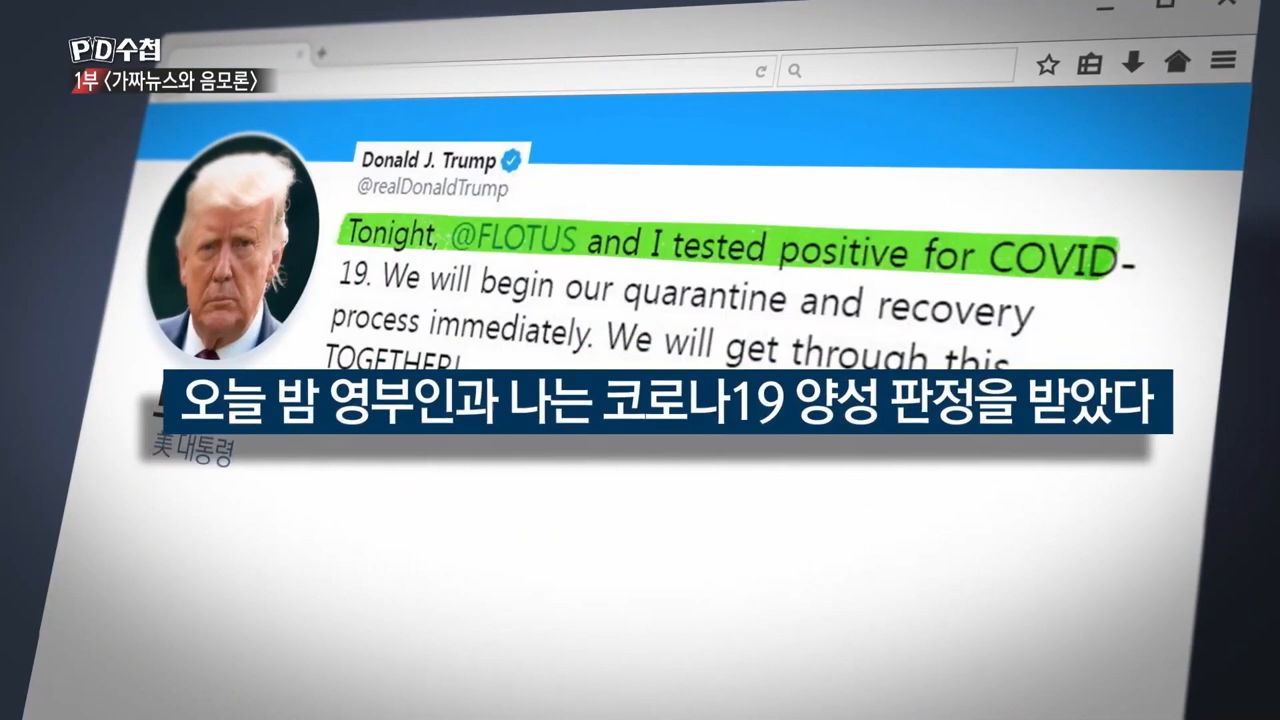 PD수첩
1부 〈가짜뉴스와 음모론〉
Donald J. Trump
@realDonaldTrump
Tonight, @FLOTUS and I tested positive for COVID-
19. We will begin our quarantine and recovery
process immediately. We will get through this
TOGETHER!
오늘 밤 영부인과 나는 코로나19 양성 판정을 받았다
美 대통령